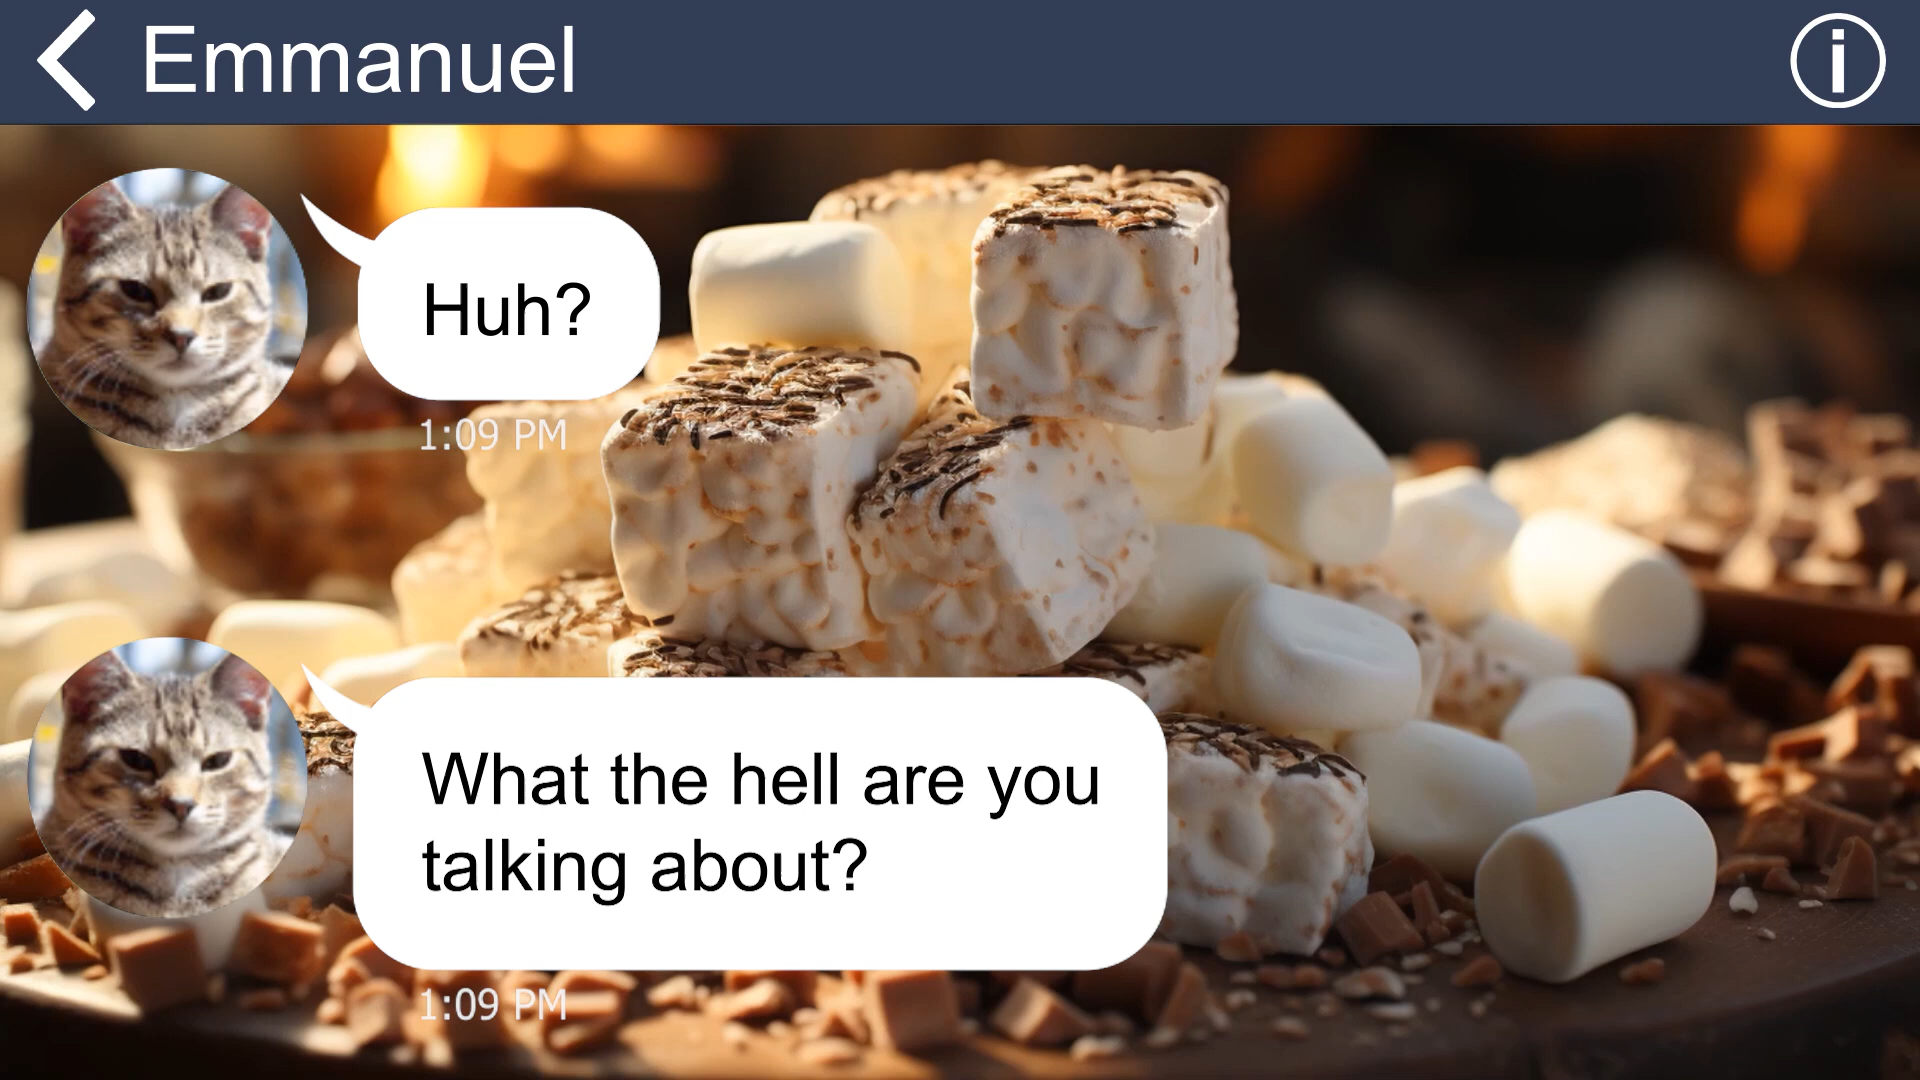 Emmanuel
Huh?
1:09 PM
What the hell are you
talking about?
1:09 PM